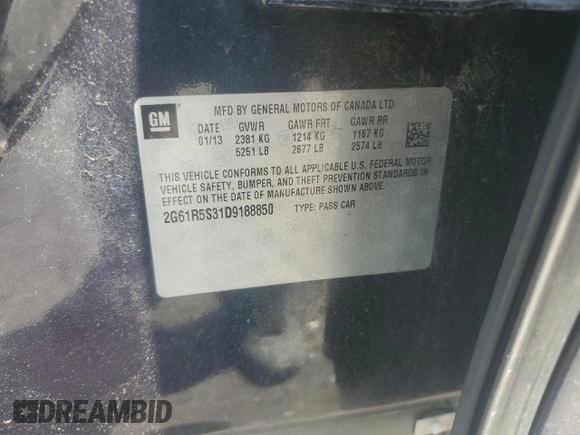 GM
MFD BY GENERAL MOTORS OF CANADA LTD.
DATE GVWR GAWR FRT GAWR RR
01/13 2381 KG 1214 KG 1167 KG
5251 LB 2677 LB 2574 LB
THIS VEHICLE CONFORMS TO ALL APPLICABLE U.S. FEDERAL MOTOR
VEHICLE SAFETY, BUMPER, AND THEFT PREVENTION STANDARDS IN
EFFECT ON THE DATE OF MANUFACTURE SHOWN ABOVE.
2G61R5S31D9188850 TYPE: PASS CAR
DREAMBID